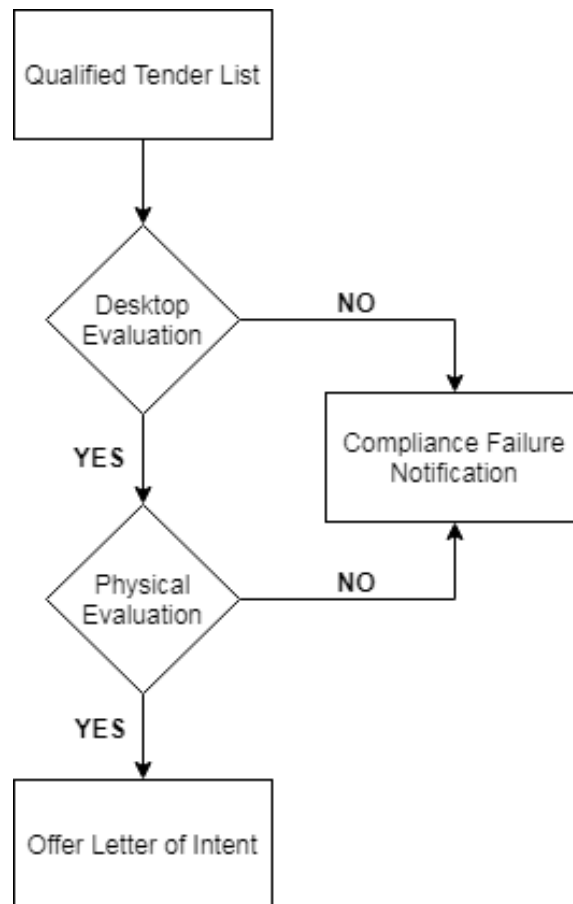 Qualified Tender List
Desktop
Evaluation
NO
YES
Compliance Failure
Notification
Physical
Evaluation
NO
YES
Offer Letter of Intent